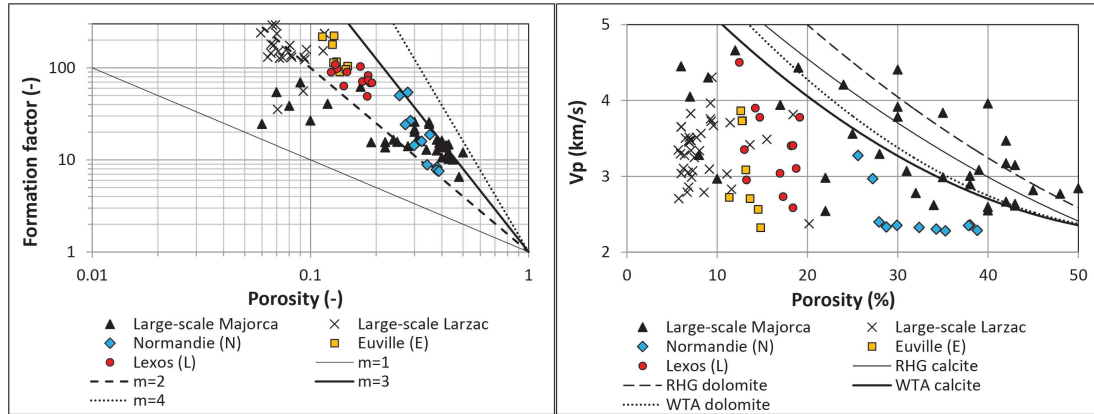 Formation factor (-)
100
10
1
0.01
0.1
1
Porosity (-)
Large-scale Majorca
Large-scale Larzac
Normandie (N)
Euville (E)
Lexos (L)
m=1
m=2
m=3
m=4
Vp (km/s)
5
4
3
2
0
10
20
30
40
50
Porosity (%)
Large-scale Majorca
Large-scale Larzac
Normandie (N)
Euville (E)
Lexos (L)
RHG calcite
RHG dolomite
WTA calcite
WTA dolomite